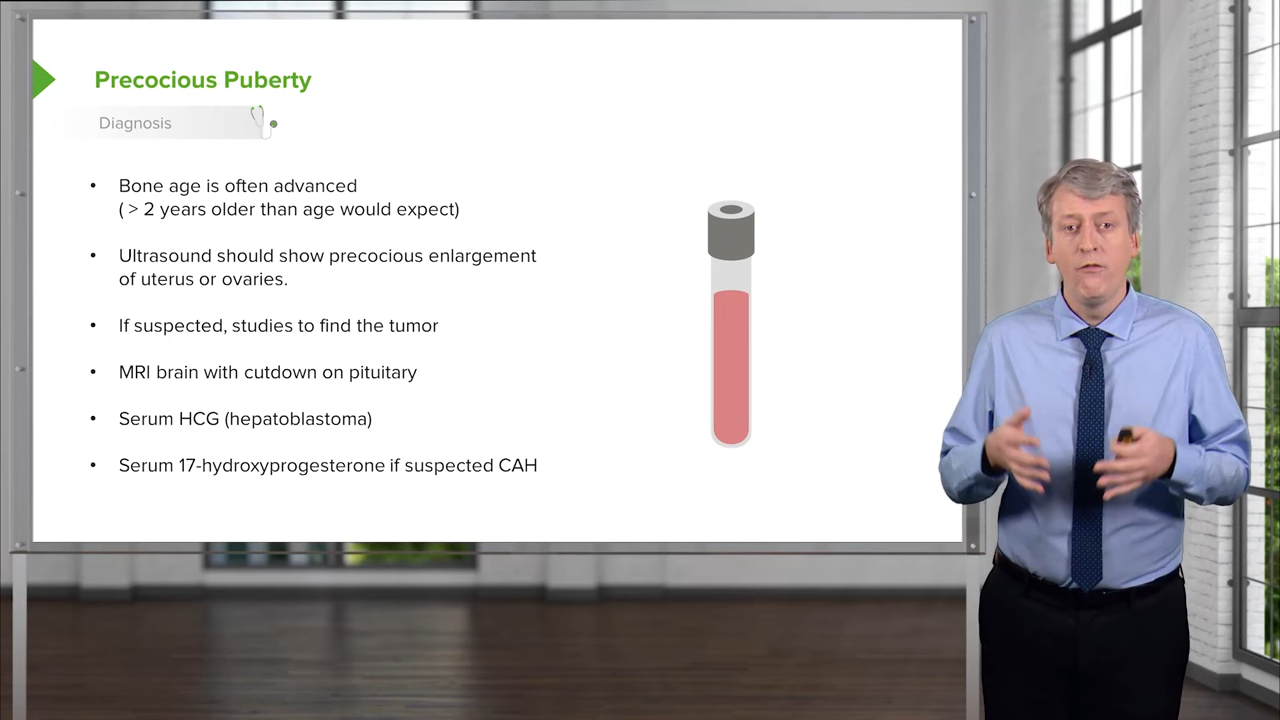 Precocious Puberty
Diagnosis
• Bone age is often advanced
( > 2 years older than age would expect)
• Ultrasound should show precocious enlargement
of uterus or ovaries.
• If suspected, studies to find the tumor
• MRI brain with cutdown on pituitary
• Serum HCG (hepatoblastoma)
• Serum 17-hydroxyprogesterone if suspected CAH